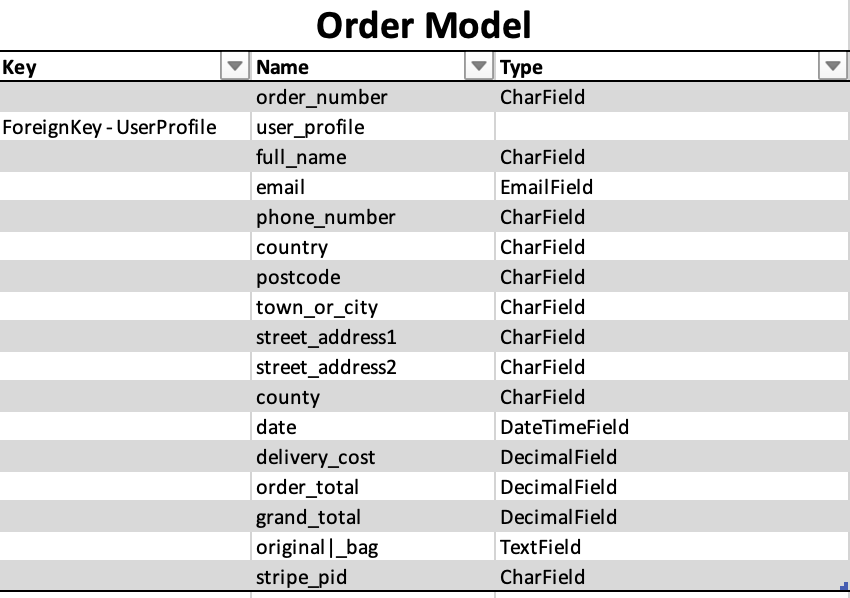 Order Model
Key Name Type
order_number CharField
ForeignKey - UserProfile user_profile
full_name CharField
email EmailField
phone_number CharField
country CharField
postcode CharField
town_or_city CharField
street_address1 CharField
street_address2 CharField
county CharField
date DateTimeField
delivery_cost DecimalField
order_total DecimalField
grand_total DecimalField
original|_bag TextField
stripe_pid CharField